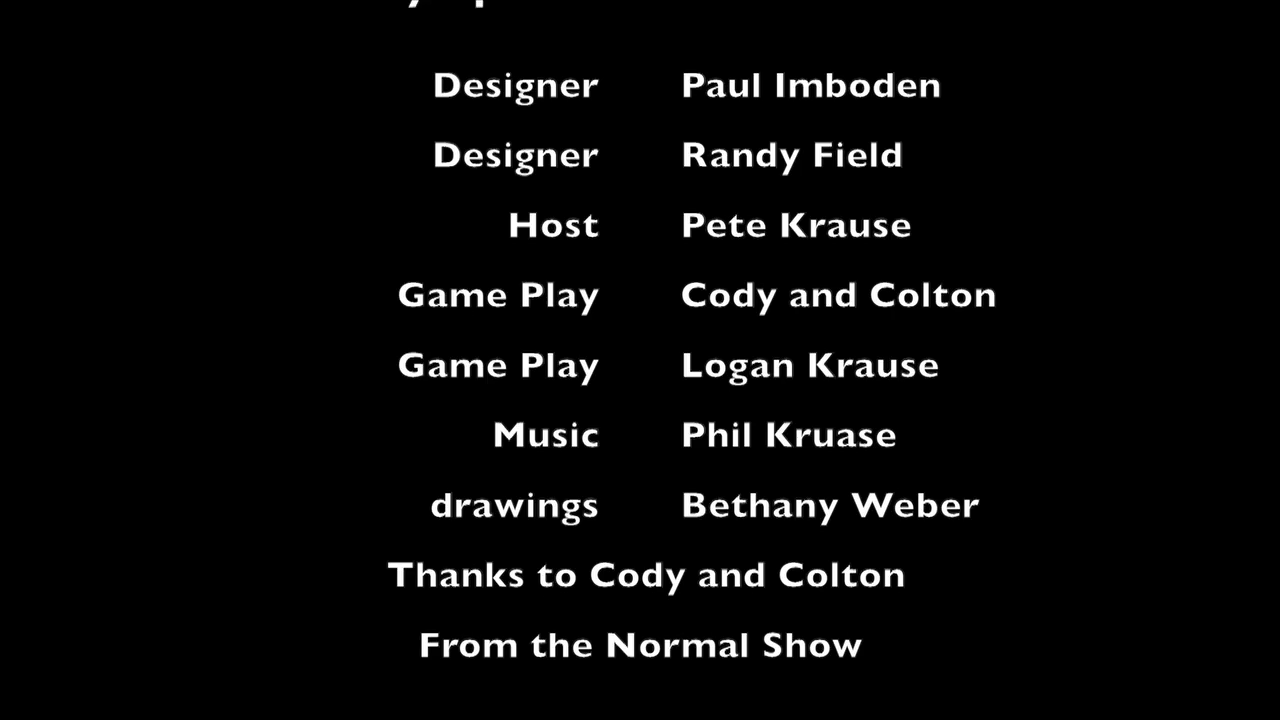 Designer Paul Imboden
Designer Randy Field
Host Pete Krause
Game Play Cody and Colton
Game Play Logan Krause
Music Phil Kruase
drawings Bethany Weber
Thanks to Cody and Colton
From the Normal Show